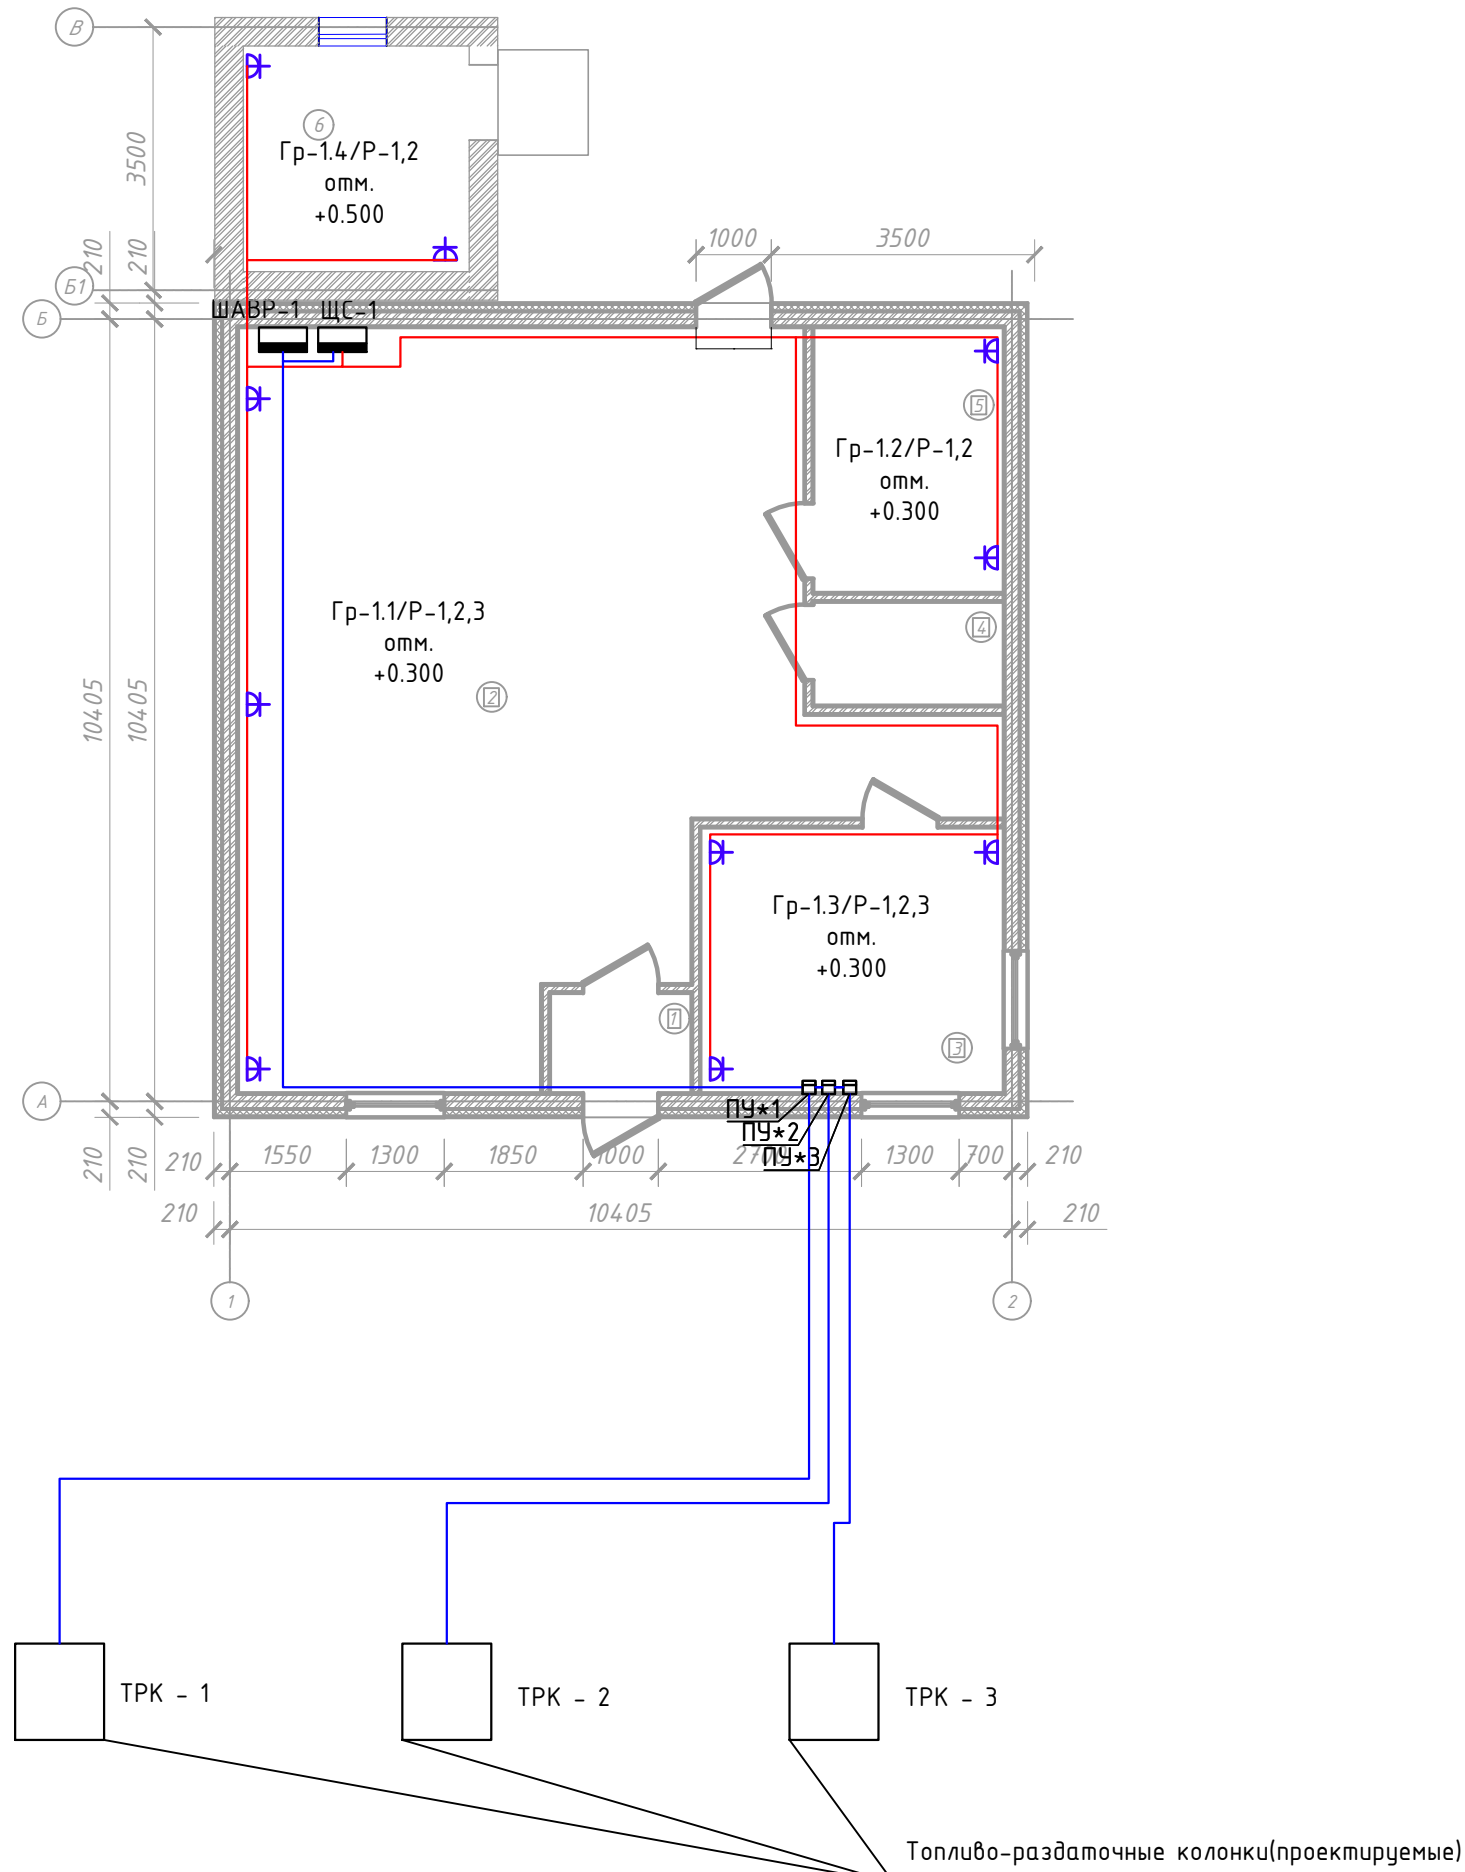 В
3500
6
Гр-1.4/Р-1,2
отм.
+0.500
210
210
1000
3500
Б1
Б
ШАВР-1
ЩС-1
5
Гр-1.2/Р-1,2
отм.
+0.300
Гр-1.1/Р-1,2,3
отм.
+0.300
4
2
10405
10405
Гр-1.3/Р-1,2,3
отм.
+0.300
1
3
А
ПУ*1
ПУ*2
ПУ*3
210
210
210
1550
1300
1850
1000
2700
1300
700
210
210
10405
210
1
2
ТРК - 1
ТРК - 2
ТРК - 3
Топливо-раздаточные колонки(проектируемые)